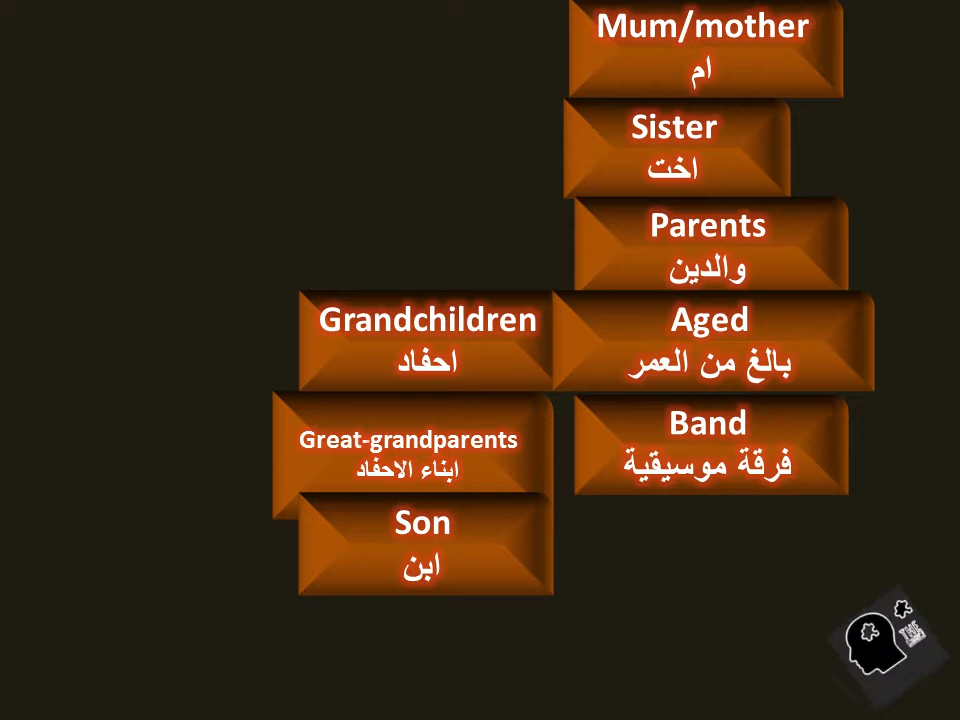 Mum/mother
ام
Sister
اخت
Parents
والدين
Grandchildren
احفاد
Aged
بالغ من العمر
Great-grandparents
ابناء الاحفاد
Band
فرقة موسيقية
Son
ابن